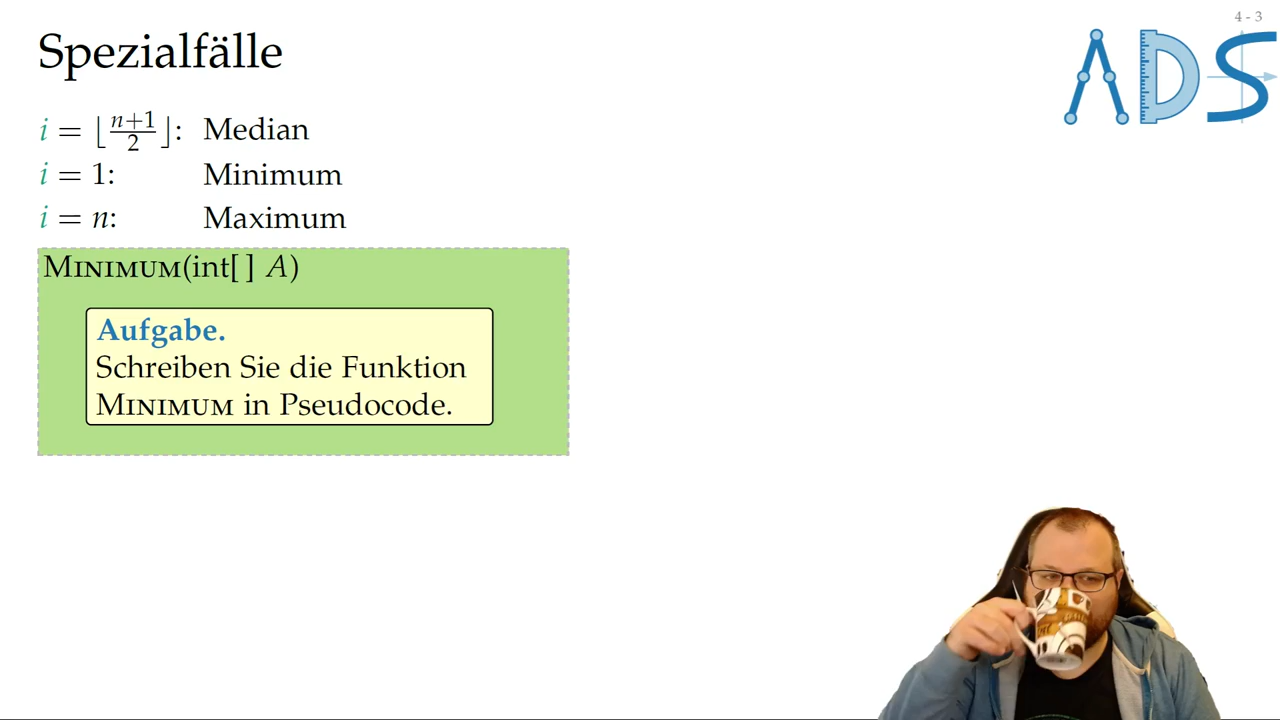 4 - 3
Spezialfälle
ADS
i = ⌊n+1/2⌋: Median
i = 1: Minimum
i = n: Maximum
MINIMUM(int[ ] A)
Aufgabe.
Schreiben Sie die Funktion
MINIMUM in Pseudocode.